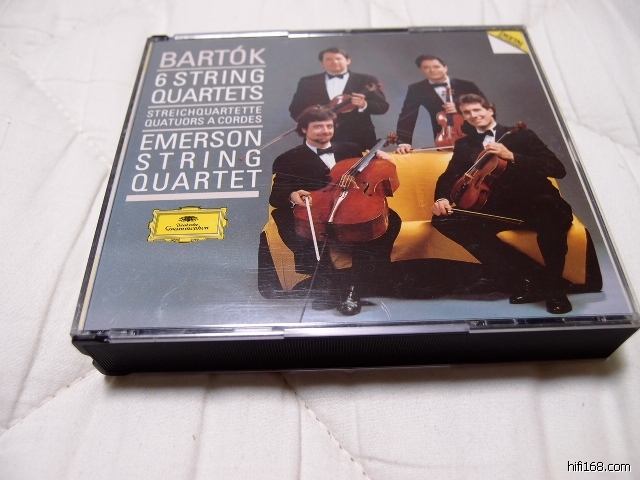 BARTÓK
6 STRING
QUARTETS
STREICHQUARTETTE
QUATUORS A CORDES
EMERSON
STRING
QUARTET
Deutsche
Grammophon
hifi168.com